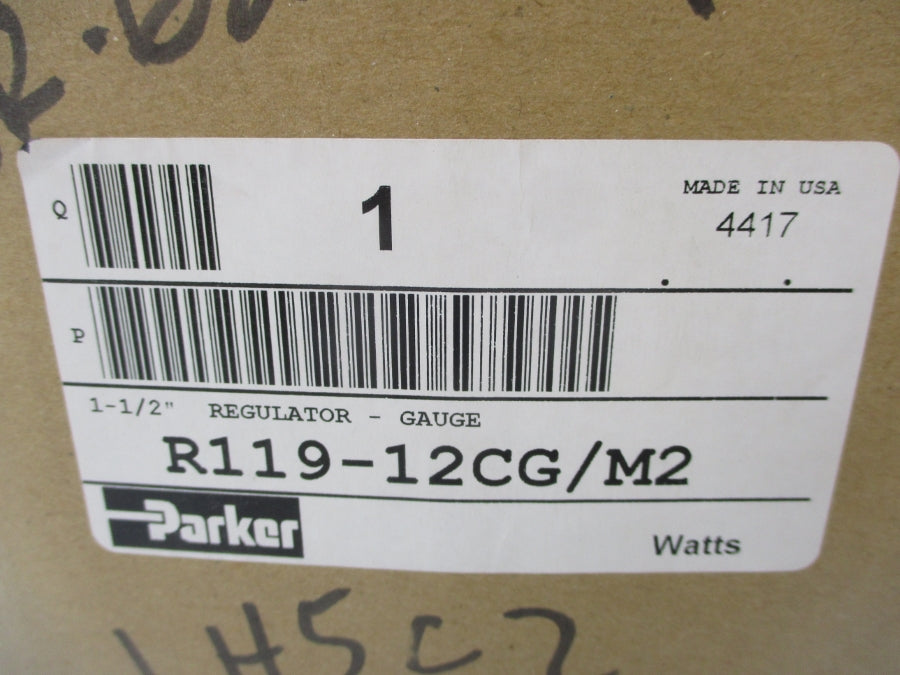 Q 1 MADE IN USA
4417
P
1-1/2" REGULATOR - GAUGE
R119-12CG/M2
Parker Watts